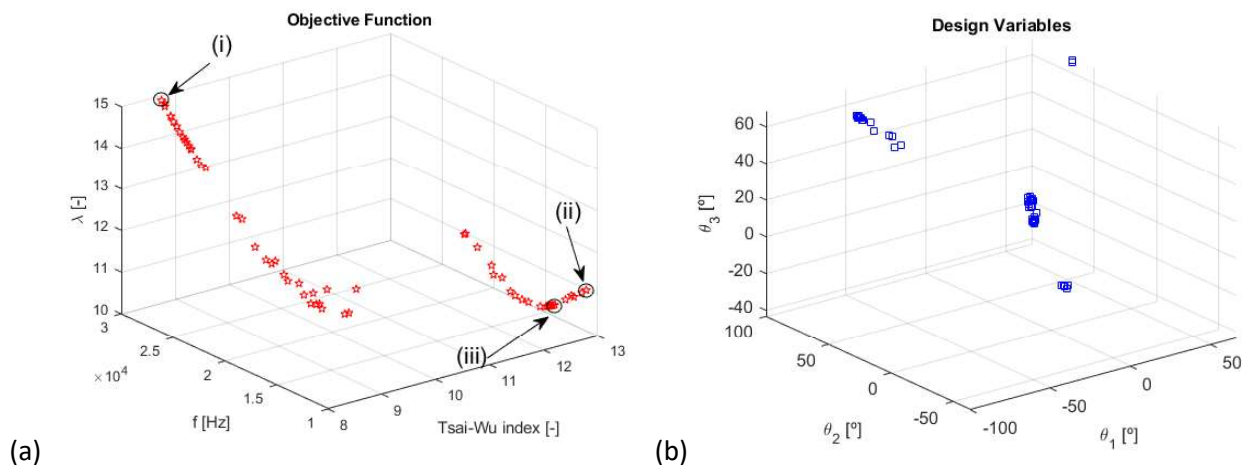 Objective Function
(i)
(ii)
(iii)
15
14
13
12
11
10
λ [-]
3
2.5
2
1.5
1
× 10⁴
f [Hz]
8
9
10
11
12
13
Tsai-Wu index [-]
(a)
Design Variables
60
40
20
0
-20
-40
θ₃ [º]
100
50
0
-50
θ₂ [º]
-100
-50
0
50
θ₁ [º]
(b)